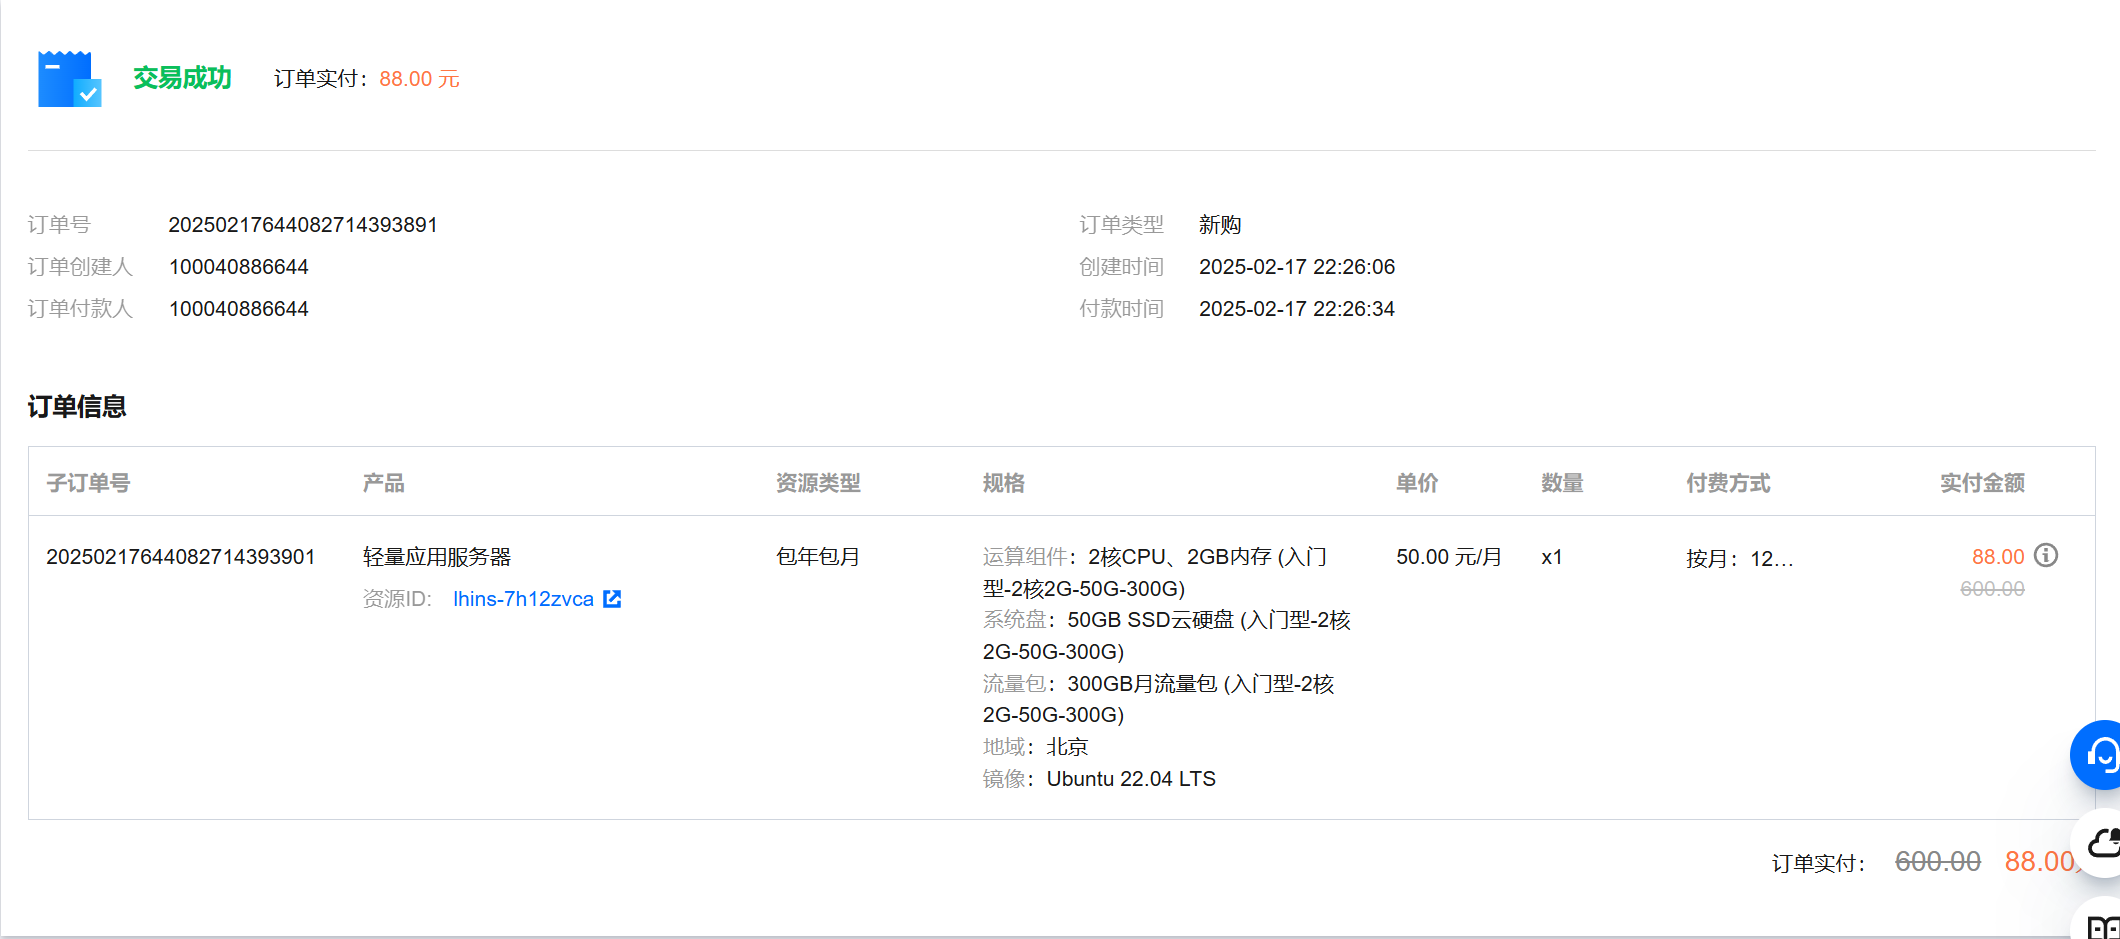 交易成功 订单实付：88.00 元
订单号 20250217644082714393891 订单类型 新购
订单创建人 100040886644 创建时间 2025-02-17 22:26:06
订单付款人 100040886644 付款时间 2025-02-17 22:26:34
订单信息
子订单号 产品 资源类型 规格 单价 数量 付费方式 实付金额
20250217644082714393901 轻量应用服务器 包年包月 运算组件：2核CPU、2GB内存 (入门 50.00 元/月 x1 按月：12... 88.00
型-2核2G-50G-300G) 600.00
资源ID: lhins-7h12zvca
系统盘：50GB SSD云硬盘 (入门型-2核
2G-50G-300G)
流量包：300GB月流量包 (入门型-2核
2G-50G-300G)
地域：北京
镜像：Ubuntu 22.04 LTS
订单实付： 600.00 88.00